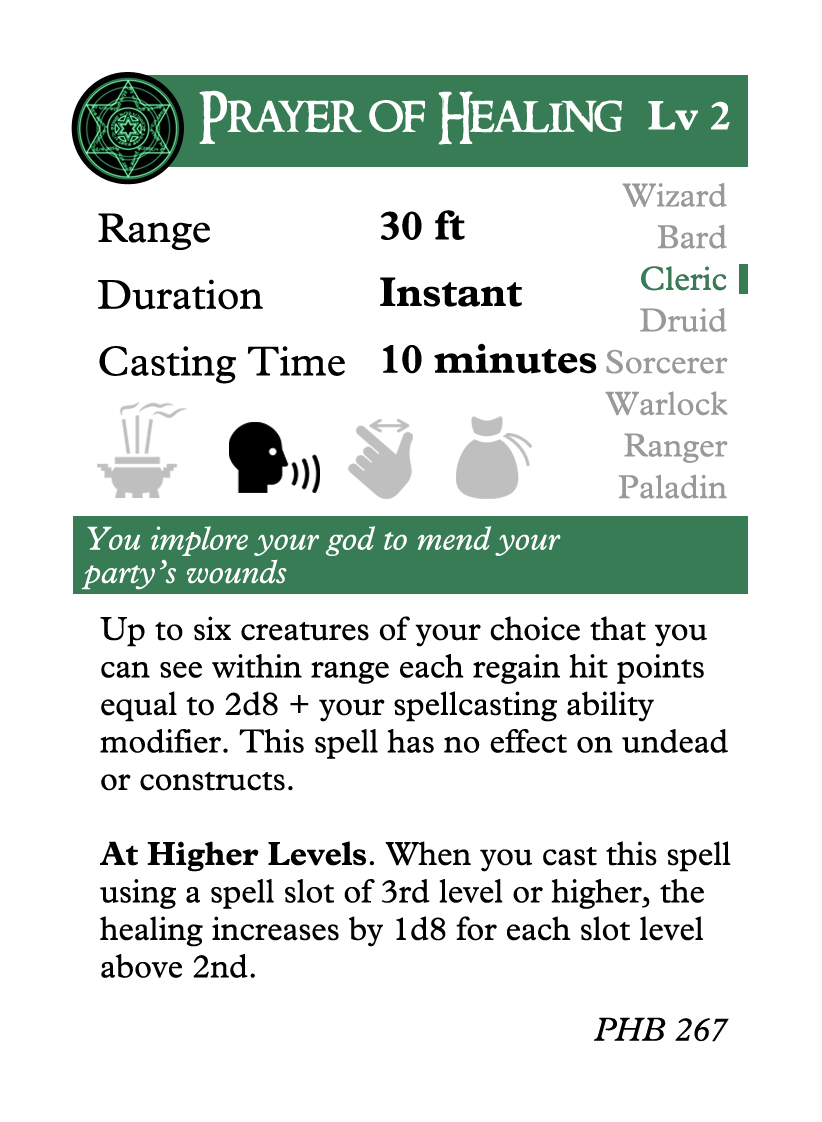 Prayer of Healing Lv 2
Wizard
Bard
Cleric
Druid
Sorcerer
Warlock
Ranger
Paladin
Range 30 ft
Duration Instant
Casting Time 10 minutes
You implore your god to mend your
party's wounds
Up to six creatures of your choice that you
can see within range each regain hit points
equal to 2d8 + your spellcasting ability
modifier. This spell has no effect on undead
or constructs.
At Higher Levels. When you cast this spell
using a spell slot of 3rd level or higher, the
healing increases by 1d8 for each slot level
above 2nd.
PHB 267